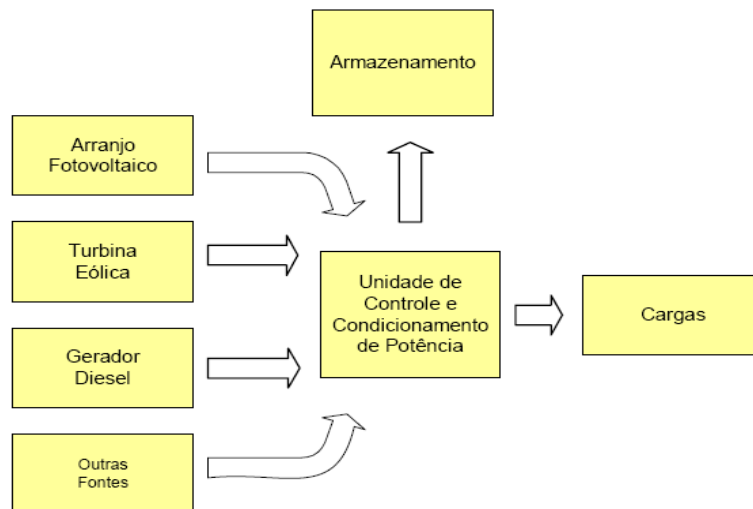 Armazenamento
Arranjo
Fotovoltaico
Turbina
Eólica
Unidade de
Controle e
Condicionamento
de Potência
Cargas
Gerador
Diesel
Outras
Fontes